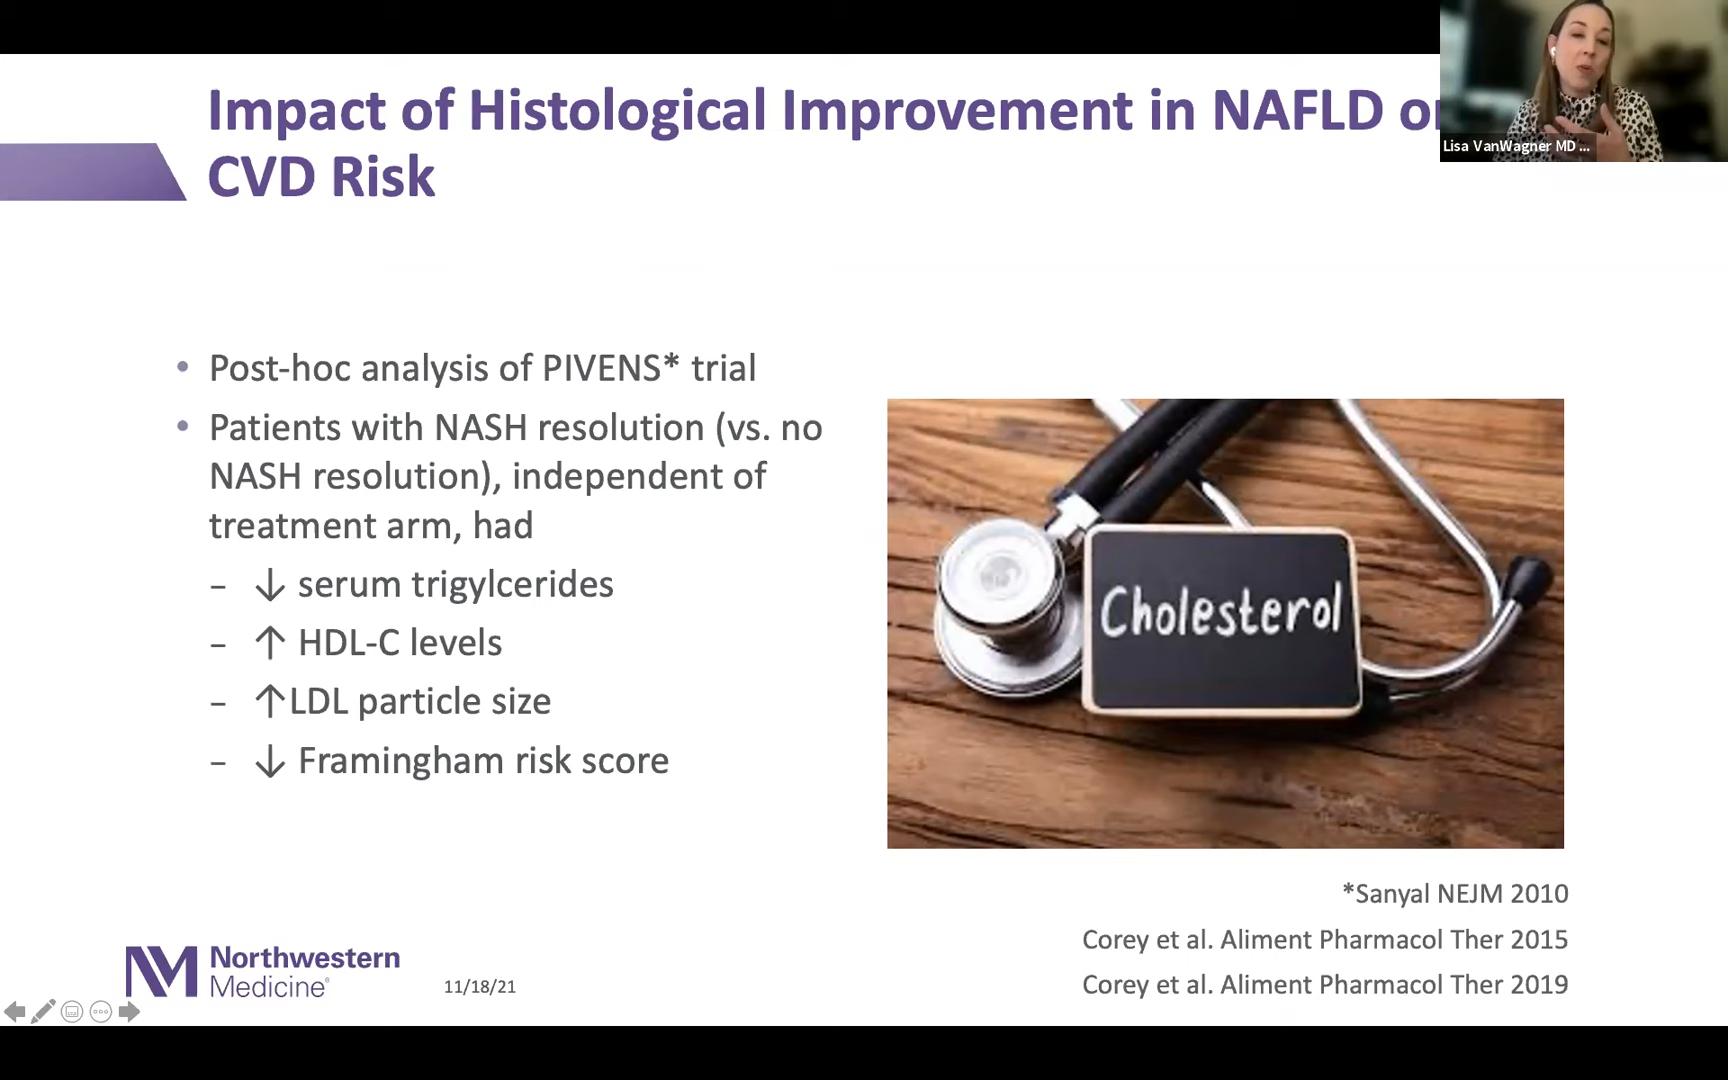 Impact of Histological Improvement in NAFLD
CVD Risk
Lisa VanWagner MD ...
• Post-hoc analysis of PIVENS* trial
• Patients with NASH resolution (vs. no
NASH resolution), independent of
treatment arm, had
– ↓ serum trigylcerides
– ↑ HDL-C levels
– ↑LDL particle size
– ↓ Framingham risk score
Cholesterol
*Sanyal NEJM 2010
Corey et al. Aliment Pharmacol Ther 2015
Corey et al. Aliment Pharmacol Ther 2019
Northwestern
Medicine®
11/18/21